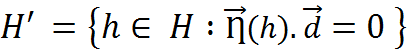 H′ = {h ∈ H : η⃗(h). d⃗ = 0 }